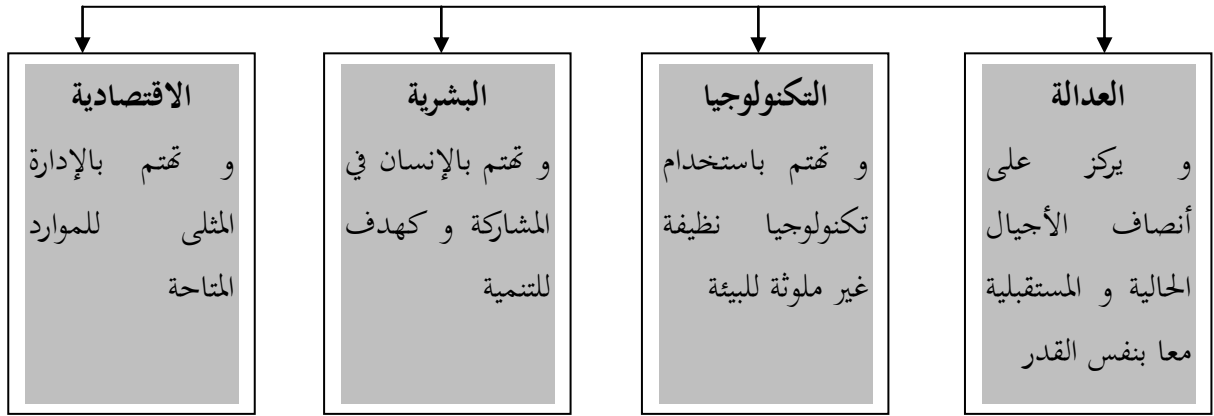 العدالة
و يركز على
أنصاف الأجيال
الحالية و المستقبلية
معا بنفس القدر
التكنولوجيا
و تهتم باستخدام
تكنولوجيا نظيفة
غير ملوثة للبيئة
البشرية
و تهتم بالإنسان في
المشاركة و كهدف
للتنمية
الاقتصادية
و تهتم بالإدارة
المثلى للموارد
المتاحة